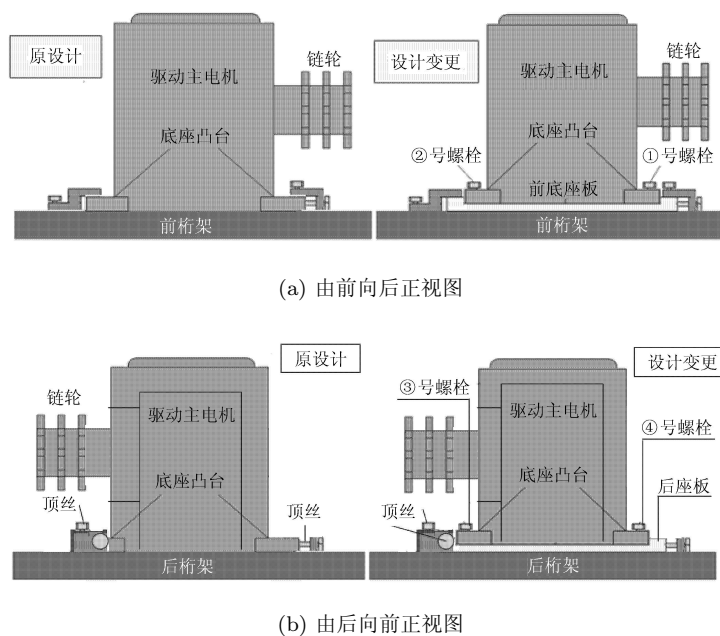 原设计
链轮
驱动主电机
底座凸台
前桁架
设计变更
链轮
驱动主电机
底座凸台
②号螺栓
①号螺栓
前底座板
前桁架
(a) 由前向后正视图
原设计
链轮
驱动主电机
底座凸台
顶丝
顶丝
后桁架
设计变更
③号螺栓
驱动主电机
④号螺栓
底座凸台
后座板
顶丝
后桁架
(b) 由后向前正视图